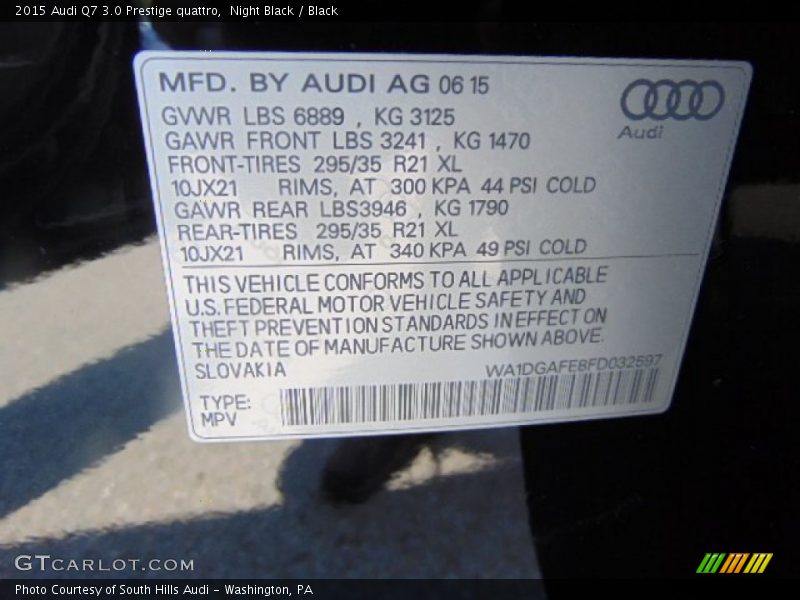 2015 Audi Q7 3.0 Prestige quattro, Night Black / Black
MFD. BY AUDI AG 06 15
GVWR LBS 6889 , KG 3125
GAWR FRONT LBS 3241 , KG 1470
FRONT-TIRES 295/35 R21 XL
10JX21 RIMS, AT 300 KPA 44 PSI COLD
GAWR REAR LBS3946 , KG 1790
REAR-TIRES 295/35 R21 XL
10JX21 RIMS, AT 340 KPA 49 PSI COLD
Audi
THIS VEHICLE CONFORMS TO ALL APPLICABLE
U.S. FEDERAL MOTOR VEHICLE SAFETY AND
THEFT PREVENTION STANDARDS IN EFFECT ON
THE DATE OF MANUFACTURE SHOWN ABOVE.
SLOVAKIA WA1DGAFE8FD032597
TYPE:
MPV
GTCARLOT.COM
Photo Courtesy of South Hills Audi - Washington, PA